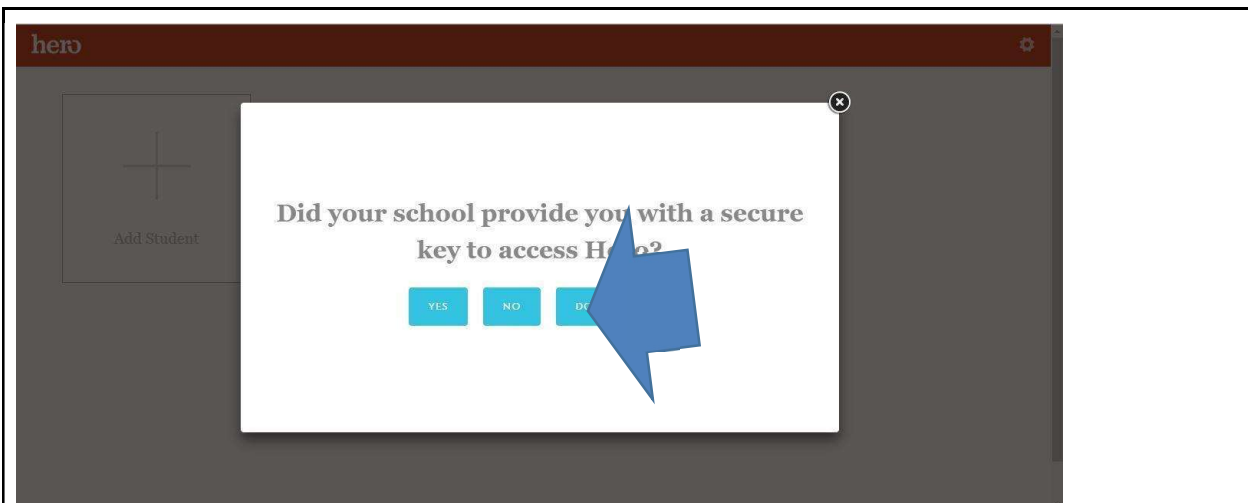 hero
Add Student
Did your school provide you with a secure
key to access
YES
NO